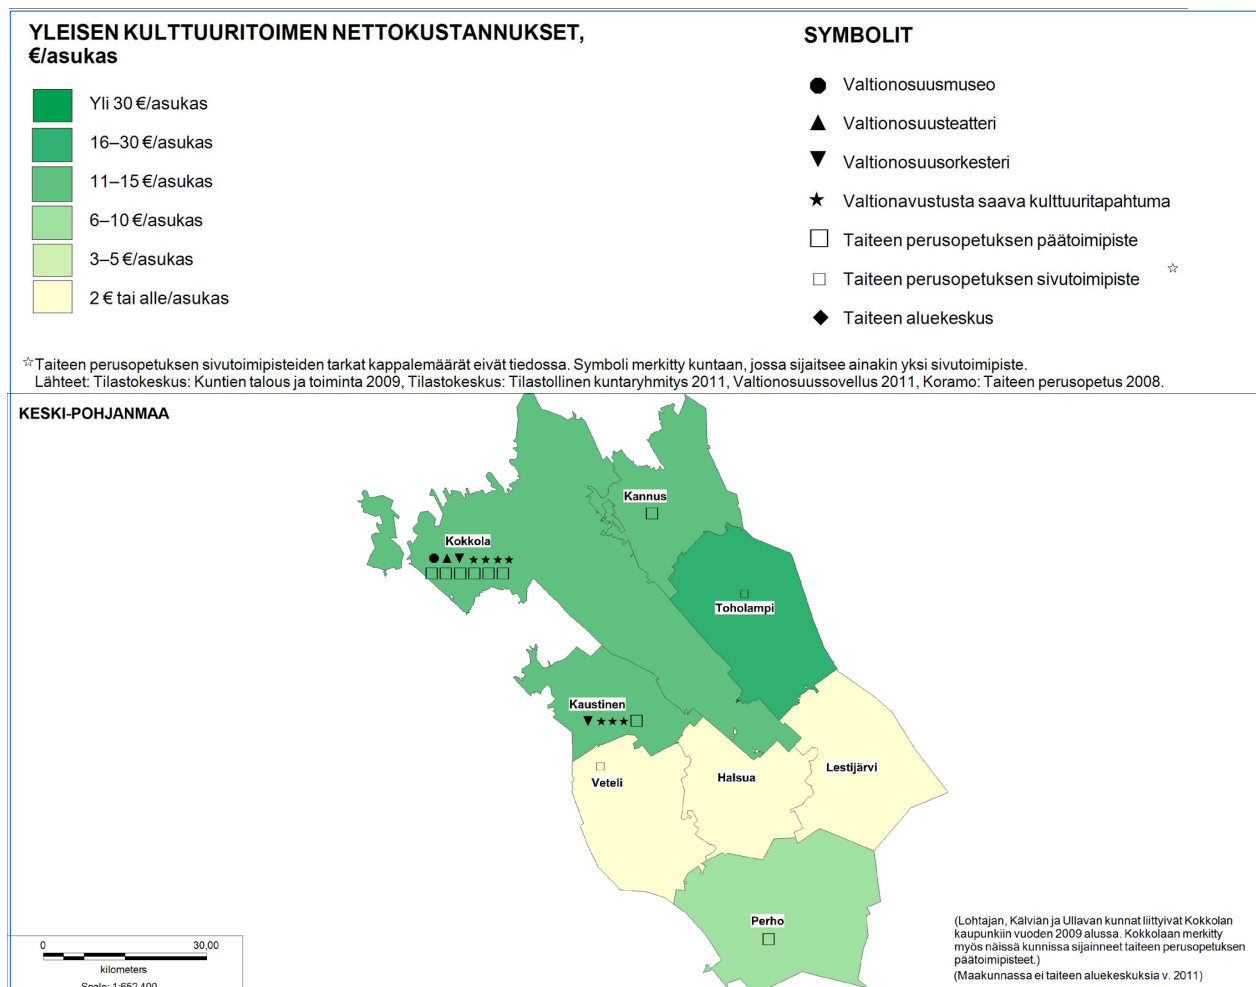 YLEISEN KULTTUURITOIMEN NETTOKUSTANNUKSET,
€/asukas
Yli 30 €/asukas
16–30 €/asukas
11–15 €/asukas
6–10 €/asukas
3–5 €/asukas
2 € tai alle/asukas
SYMBOLIT
Valtionosuusmuseo
Valtionosuusteatteri
Valtionosuusorkesteri
Valtionavustusta saava kulttuuritapahtuma
Taiteen perusopetuksen päätoimipiste
Taiteen perusopetuksen sivutoimipiste ☆
Taiteen aluekeskus
☆Taiteen perusopetuksen sivutoimipisteiden tarkat kappalemäärät eivät tiedossa. Symboli merkitty kuntaan, jossa sijaitsee ainakin yksi sivutoimipiste.
Lähteet: Tilastokeskus: Kuntien talous ja toiminta 2009, Tilastokeskus: Tilastollinen kuntaryhmitys 2011, Valtionosuussovellus 2011, Koramo: Taiteen perusopetus 2008.
KESKI-POHJANMAA
Kannus
Kokkola
Toholampi
Kaustinen
Veteli
Halsua
Lestijärvi
Perho
0 30,00
kilometers
Scale: 1:652 400
(Lohtajan, Kälviän ja Ullavan kunnat liittyivät Kokkolan
kaupunkiin vuoden 2009 alussa. Kokkolaan merkitty
myös näissä kunnissa sijainneet taiteen perusopetuksen
päätoimipisteet.)
(Maakunnassa ei taiteen aluekeskuksia v. 2011)